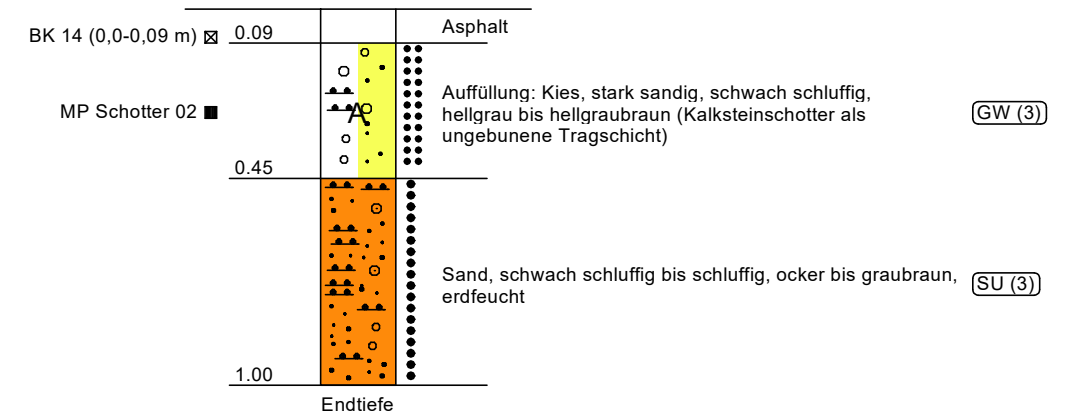 Asphalt
BK 14 (0,0-0,09 m)
0.09
Auffüllung: Kies, stark sandig, schwach schluffig,
hellgrau bis hellgraubraun (Kalksteinschotter als
ungebunene Tragschicht)
GW (3)
MP Schotter 02
A
0.45
Sand, schwach schluffig bis schluffig, ocker bis graubraun,
erdfeucht
SU (3)
1.00
Endtiefe